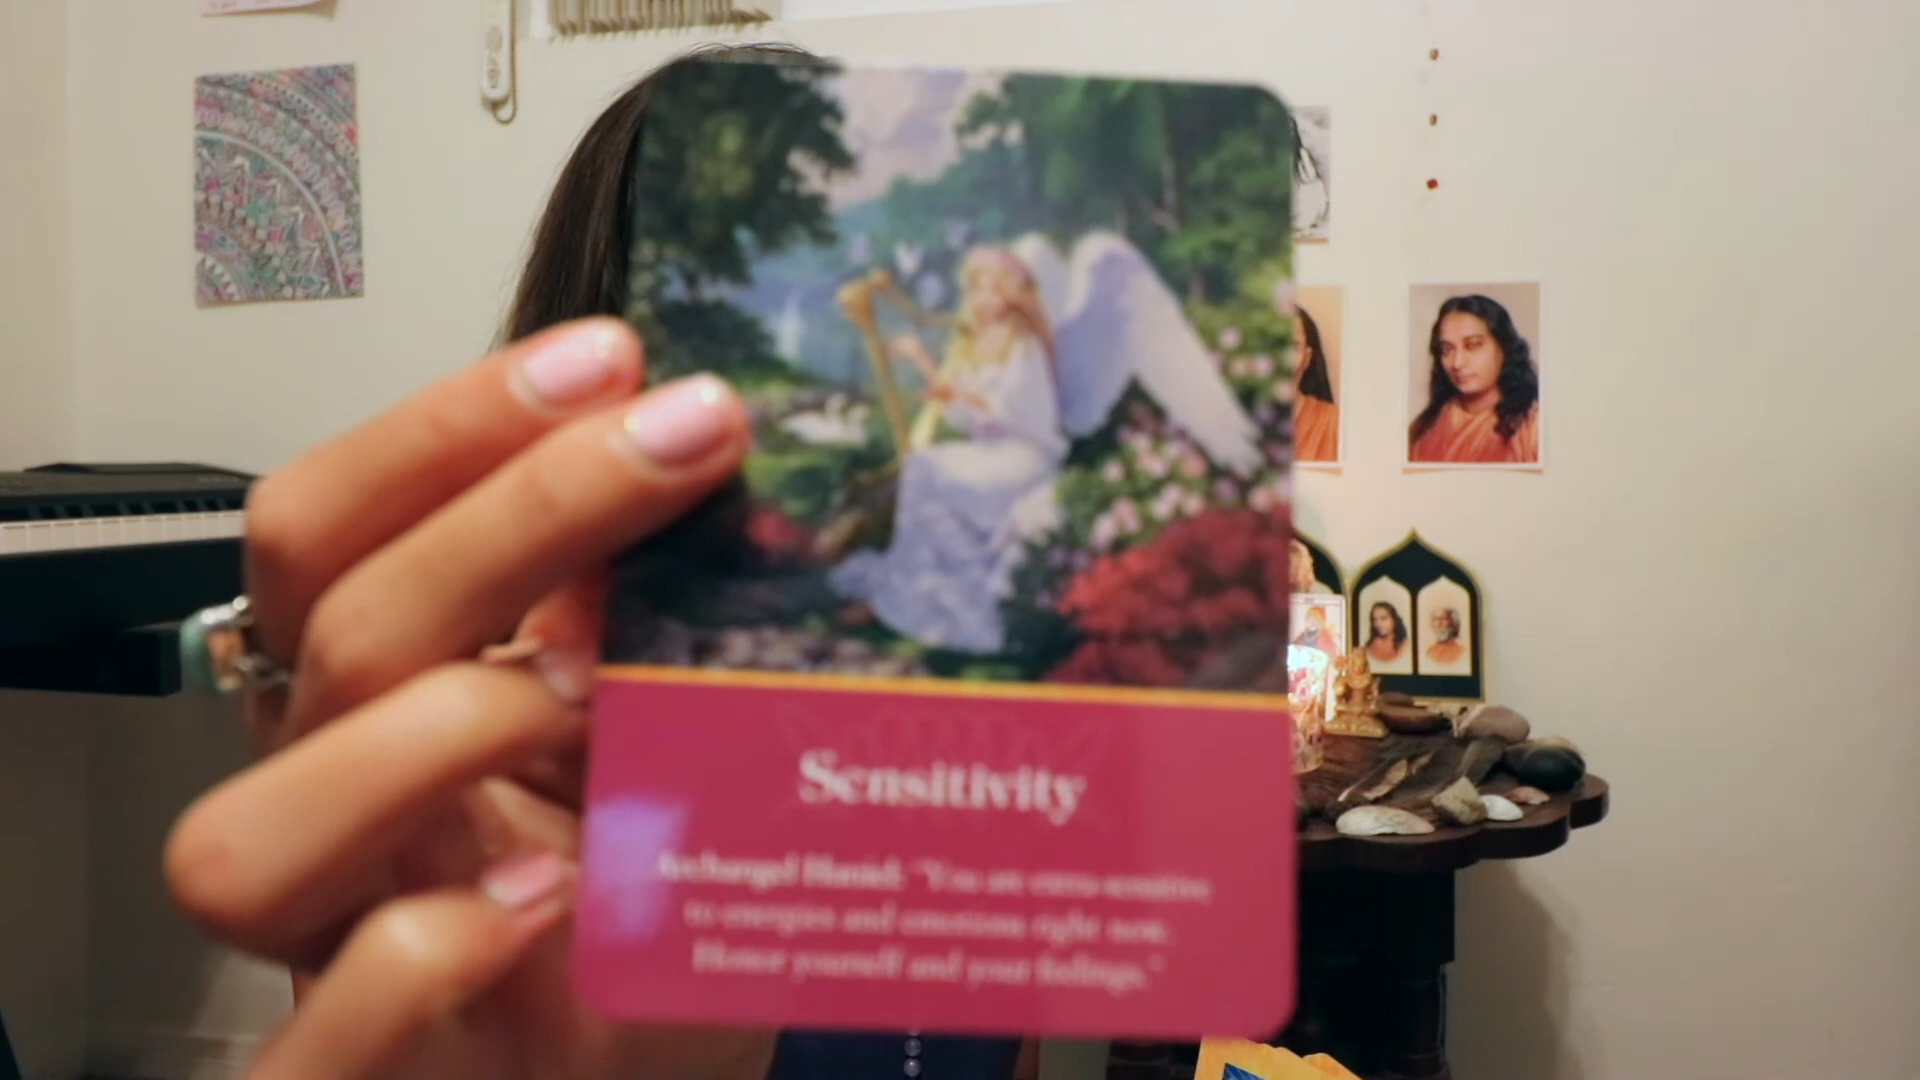 Sensitivity
Archangel Haniel: "You are extra-sensitive
to energies and emotions right now.
Honor yourself and your feelings."